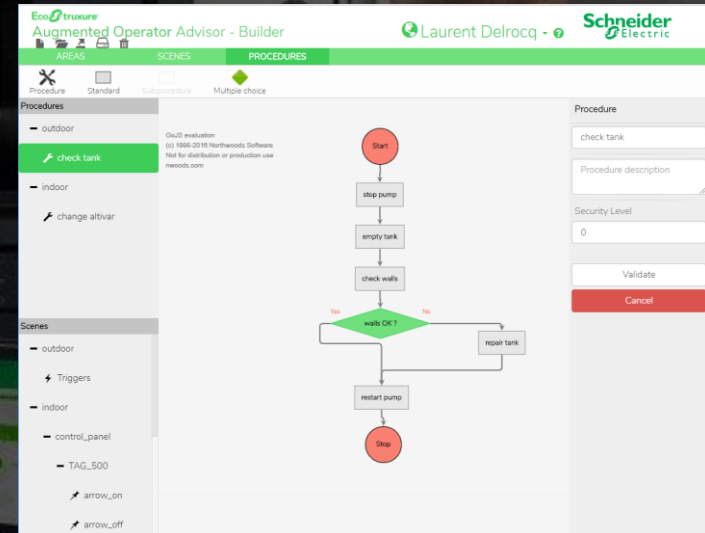 EcoStruxure
Augmented Operator Advisor - Builder
Laurent Delrocq -
Schneider
Electric
AREAS
SCENES
PROCEDURES
Procedure
Standard
Subprocedure
Multiple choice
Procedures
outdoor
check tank
indoor
change altivar
Scenes
outdoor
Triggers
indoor
control_panel
TAG_500
arrow_on
arrow_off
GoJS evaluation
(c) 1998-2016 Northwoods Software
Not for distribution or production use
nwoods.com
Start
stop pump
empty tank
check walls
Yes
No
walls OK ?
repair tank
restart pump
Stop
Procedure
check tank
Procedure description
Security Level
0
Validate
Cancel